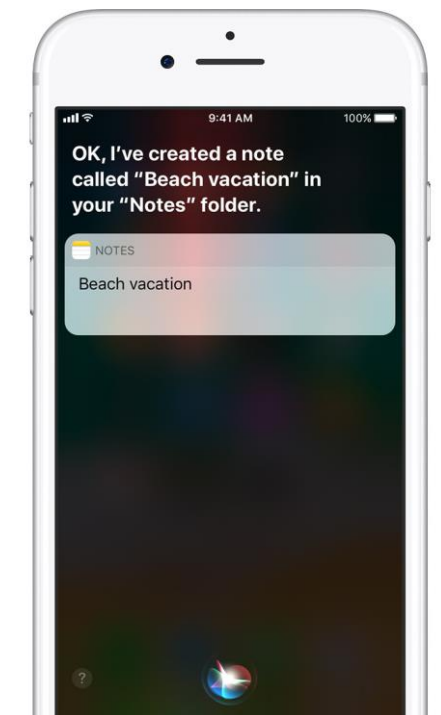 9:41 AM 100%
OK, I've created a note
called “Beach vacation” in
your “Notes” folder.
NOTES
Beach vacation
?